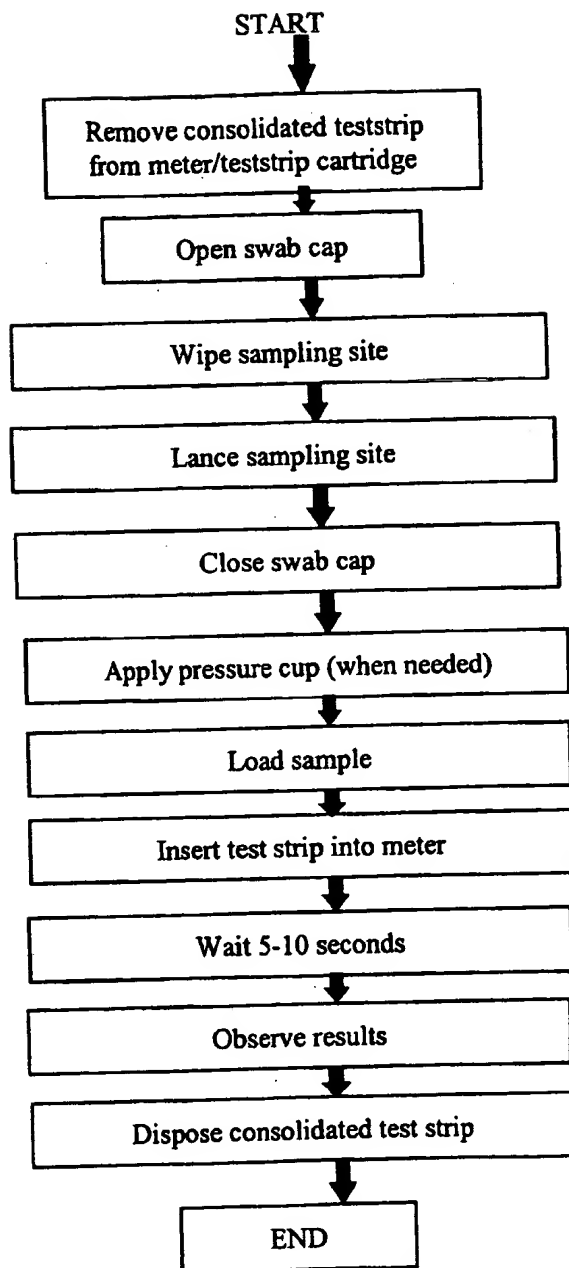 START
Remove consolidated teststrip
from meter/teststrip cartridge
Open swab cap
Wipe sampling site
Lance sampling site
Close swab cap
Apply pressure cup (when needed)
Load sample
Insert test strip into meter
Wait 5-10 seconds
Observe results
Dispose consolidated test strip
END